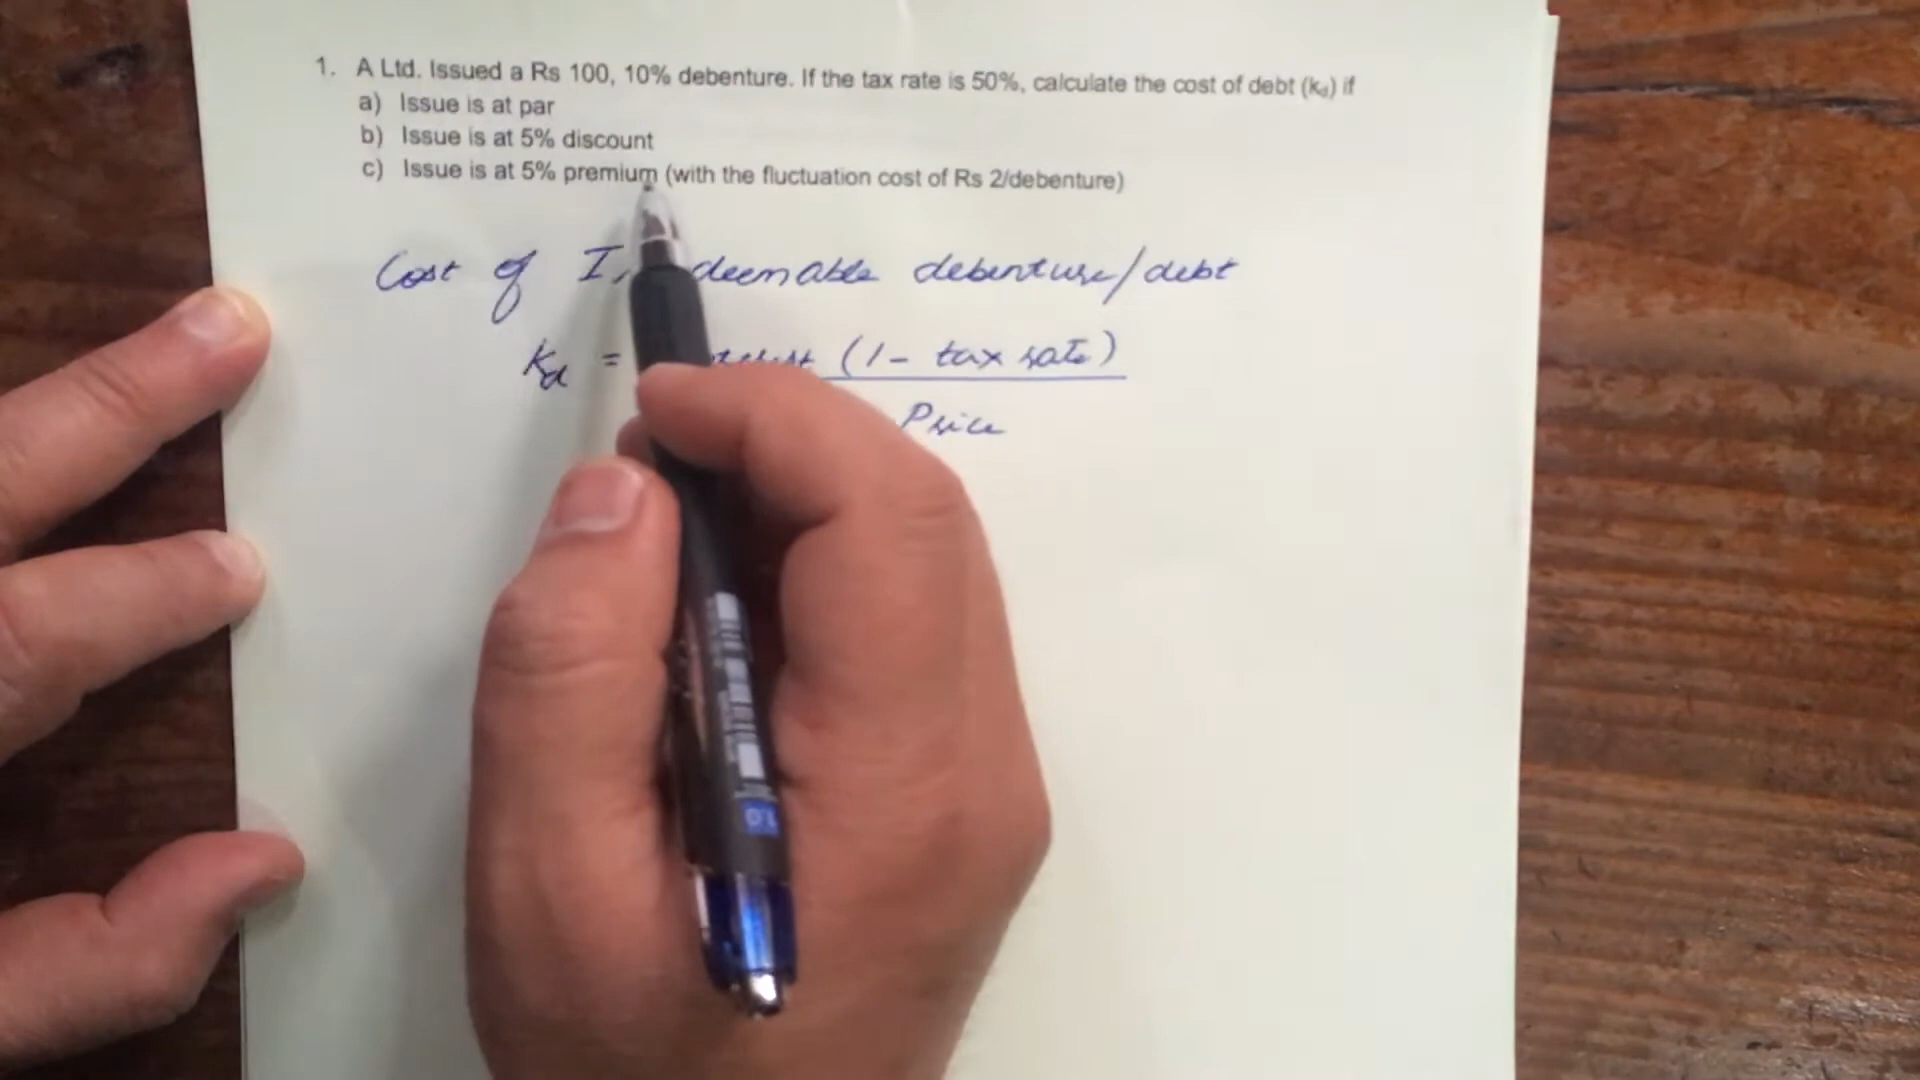 1. A Ltd. Issued a Rs 100, 10% debenture. If the tax rate is 50%, calculate the cost of debt (kd) if
a) Issue is at par
b) Issue is at 5% discount
c) Issue is at 5% premium (with the fluctuation cost of Rs 2/debenture)
Cost of debenture/debt
Kd = (1 - tax rate)
Price
1.0